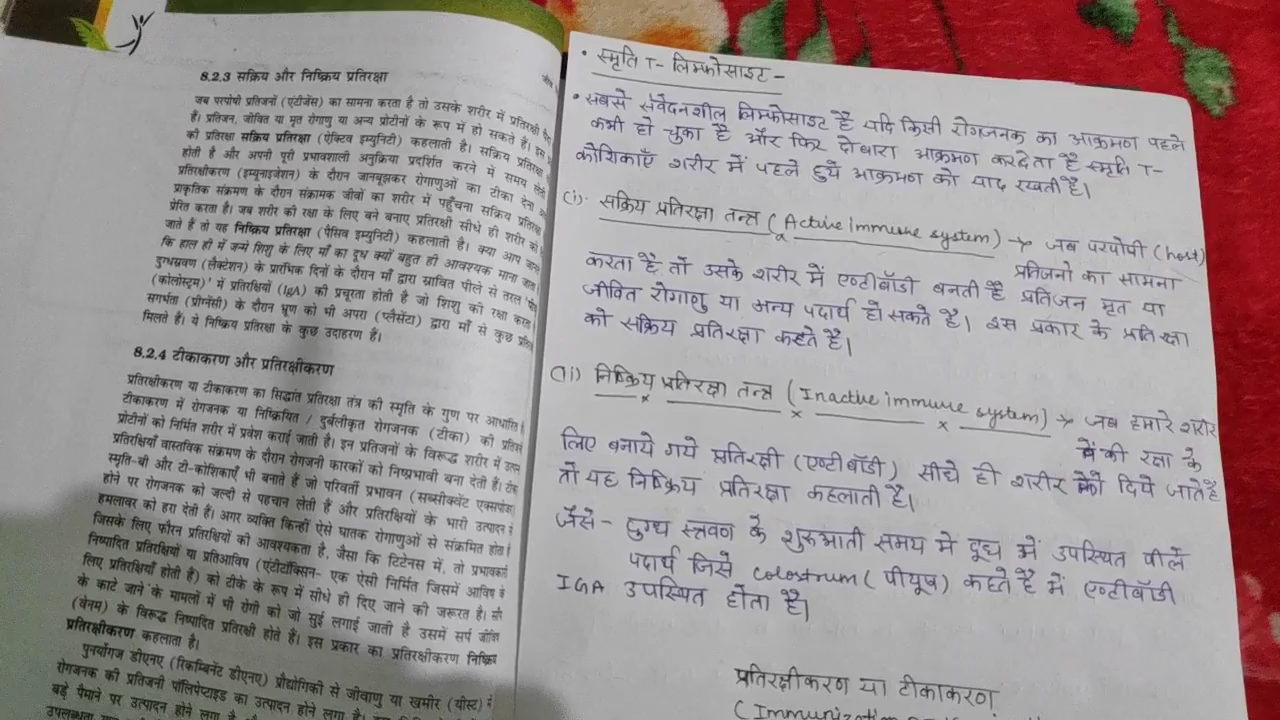 8.2.3 सक्रिय और निष्क्रिय प्रतिरक्षा
जब परपोषी प्रतिजनों (एंटीजेंस) का सामना करता है तो उसके शरीर में प्रतिरक्षी
हैं। प्रतिजन, जीवित या मृत रोगाणु या अन्य प्रोटीनों के रूप में हो सकते हैं। इस
की प्रतिरक्षा सक्रिय प्रतिरक्षा (ऐक्टिव इम्युनिटी) कहलाती है। सक्रिय प्रतिरक्षा
होती है और अपनी पूरी प्रभावशाली अनुक्रिया प्रदर्शित करने में समय लेती
प्रतिरक्षीकरण (इम्युनाइजेशन) के दौरान जानबूझकर रोगाणुओं का टीका देना
प्राकृतिक संक्रमण के दौरान संक्रामक जीवों का शरीर में पहुँचना सक्रिय प्रतिरक्षा
प्रेरित करता है। जब शरीर की रक्षा के लिए बने बनाए प्रतिरक्षी सीधे ही शरीर को
जाते हैं तो यह निष्क्रिय प्रतिरक्षा (पैसिव इम्युनिटी) कहलाती है। क्या आप
कि हाल ही में जन्मे शिशु के लिए माँ का दूध क्यों बहुत ही आवश्यक माना जाता
दुग्धस्रवण (लैक्टेशन) के प्रारंभिक दिनों के दौरान माँ द्वारा स्रावित पीले से तरल
(कोलोस्ट्रम)' में प्रतिरक्षियों (IgA) की प्रचुरता होती है जो शिशु की रक्षा करता
सगर्भता (प्रीगनेंसी) के दौरान भ्रूण को भी अपरा (प्लैसेंटा) द्वारा माँ से कुछ
मिलते हैं। ये निष्क्रिय प्रतिरक्षा के कुछ उदाहरण हैं।
8.2.4 टीकाकरण और प्रतिरक्षीकरण
प्रतिरक्षीकरण या टीकाकरण का सिद्धांत प्रतिरक्षा तंत्र की स्मृति के गुण पर आधारित
टीकाकरण में रोगजनक या निष्क्रियित / दुर्बलीकृत रोगजनक (टीका) की
प्रोटीनों को निर्मित शरीर में प्रवेश कराई जाती है। इन प्रतिजनों के विरूद्ध शरीर में
प्रतिरक्षियाँ वास्तविक संक्रमण के दौरान रोगजनी कारकों को निष्प्रभावी बना देती हैं।
स्मृति-बी और टी-कोशिकाएँ भी बनाते हैं जो परिवर्ती प्रभावन (सब्सीक्वेंट
होने पर रोगजनक को जल्दी से पहचान लेती हैं और प्रतिरक्षियों के भारी उत्पादन
हमलावर को हरा देती हैं। अगर व्यक्ति किन्हीं ऐसे घातक रोगाणुओं से संक्रमित होता
जिसके लिए फौरन प्रतिरक्षियों की आवश्यकता है, जैसा कि टिटेनस में, तो
निष्पादित प्रतिरक्षियों या प्रतिआविष (एंटीटॉक्सिन- एक ऐसी निर्मिति जिसमें आविष
लिए प्रतिरक्षियाँ होती हैं) को टीके के रूप में सीधे ही दिए जाने की जरूरत है।
के काटे जाने के मामलों में भी रोगी को जो सुई लगाई जाती है उसमें सर्प
(वेनम) के विरूद्ध निष्पादित प्रतिरक्षी होते हैं। इस प्रकार का प्रतिरक्षीकरण निष्क्रिय
प्रतिरक्षीकरण कहलाता है।
पुनर्योगज डीएनए (रिकम्बिनेंट डीएनए) प्रौद्योगिकी से जीवाणु या खमीर (यीस्ट) में
रोगजनक की प्रतिजनी पॉलिपेप्टाइड का उत्पादन होने लगा है।
बड़े पैमाने पर उत्पादन होने लगा है
• स्मृति T- लिम्फोसाइट -
• सबसे संवेदनशील लिम्फोसाइट है यदि किसी रोगजनक का आक्रमण पहले
कभी हो चुका है और फिर दोबारा आक्रमण करदेता है स्मृति T-
कोशिकाएँ शरीर में पहले हुये आक्रमण को याद रखती है।
(i). सक्रिय प्रतिरक्षा तन्त्र (Active immune system) → जब परपोषी (host)
प्रतिजनो का सामना
करता है तो उसके शरीर में एण्टीबॉडी बनती है प्रतिजन मृत या
जीवित रोगाणु या अन्य पदार्थ हो सकते है। इस प्रकार के प्रतिरक्षा
को सक्रिय प्रतिरक्षा कहते है।
(ii) निष्क्रिय प्रतिरक्षा तन्त्र (Inactive immune system) → जब हमारे शरीर
की रक्षा के
लिए बनाये गये प्रतिरक्षी (एण्टीबॉडी) सीधे ही शरीर को दिये जाते है
तो यह निष्क्रिय प्रतिरक्षा कहलाती है।
जैसे - दुग्ध स्त्रवण के शुरुआती समय मे दूध में उपस्थित पीले
पदार्थ जिसे colostrum (पीयूष) कहते है में एण्टीबॉडी
IGA उपस्थित होता है।
प्रतिरक्षीकरण या टीकाकरण
(Immunization